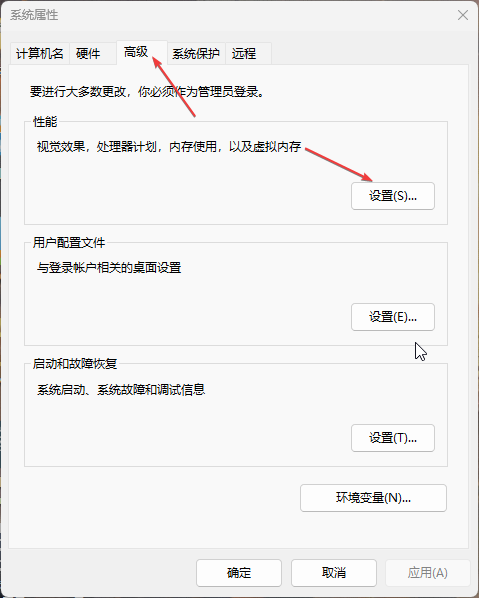 系统属性
计算机名 硬件 高级 系统保护 远程
要进行大多数更改，你必须作为管理员登录。
性能
视觉效果，处理器计划，内存使用，以及虚拟内存
设置(S)...
用户配置文件
与登录帐户相关的桌面设置
设置(E)...
启动和故障恢复
系统启动、系统故障和调试信息
设置(T)...
环境变量(N)...
确定 取消 应用(A)